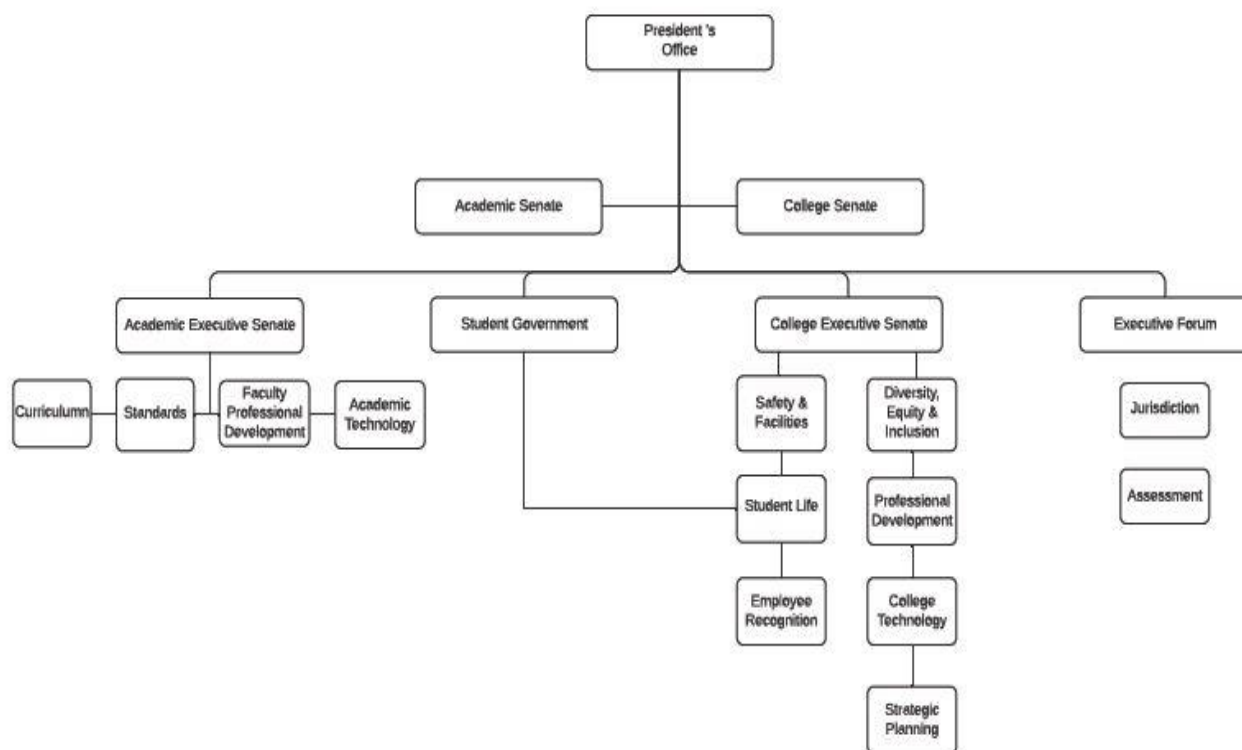 President 's
Office
Academic Senate
College Senate
Academic Executive Senate
Student Government
College Executive Senate
Executive Forum
Curriculumn
Standards
Faculty
Professional
Development
Academic
Technology
Safety &
Facilities
Diversity,
Equity &
Inclusion
Jurisdiction
Student Life
Professional
Development
Assessment
Employee
Recognition
College
Technology
Strategic
Planning